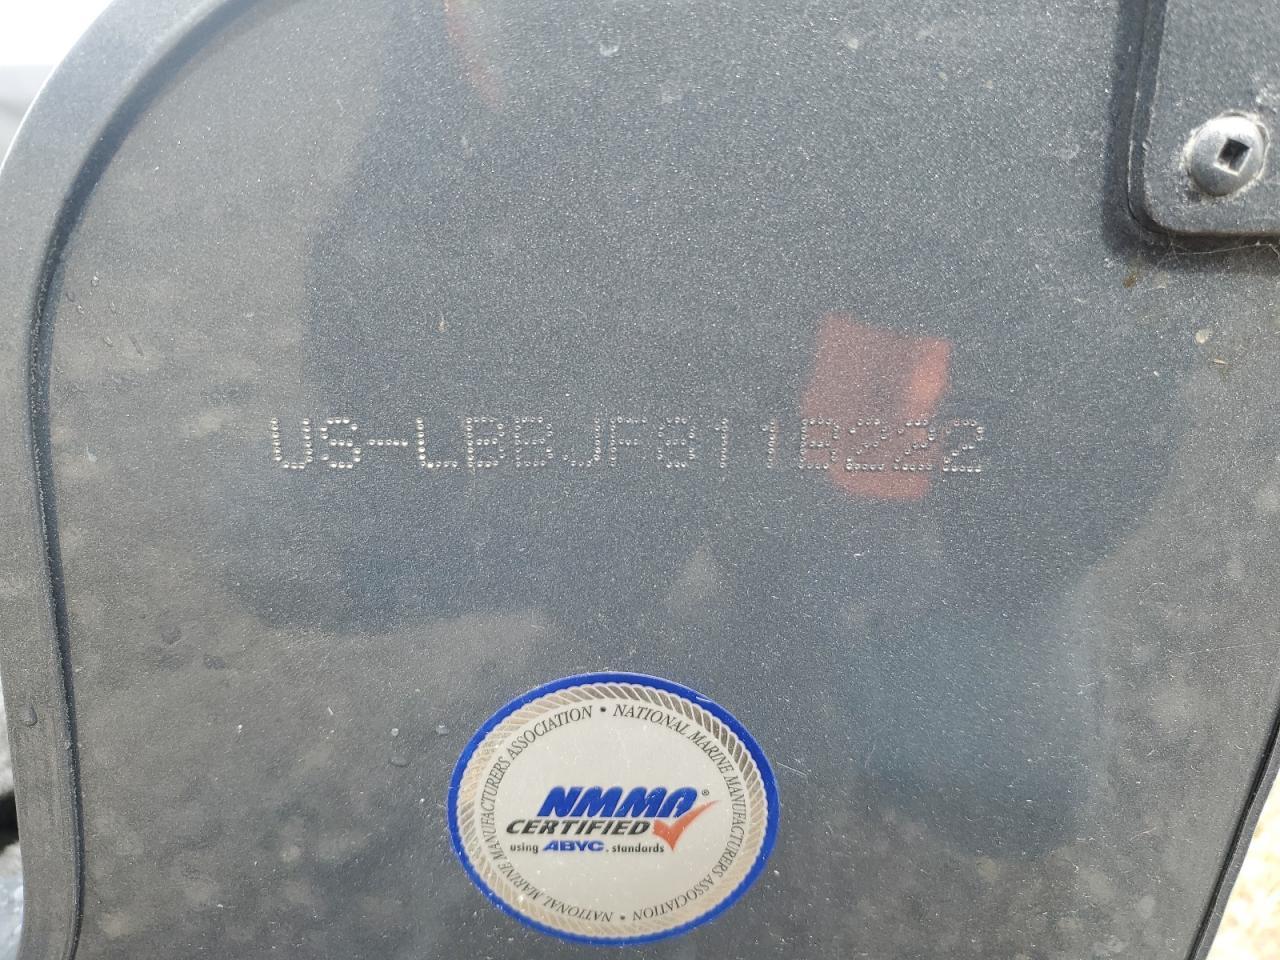 US-LBBJF811B222
NATIONAL MARINE MANUFACTURERS ASSOCIATION • NATIONAL MARINE MANUFACTURERS ASSOCIATION •
NMMA®
CERTIFIED
using ABYC. standards